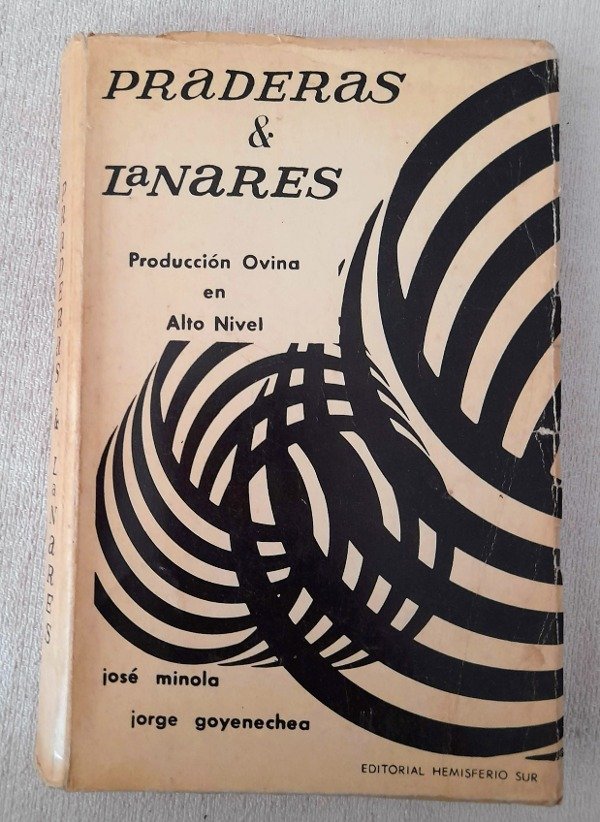 PRaDERaS
&
LaNaRES
Producción Ovina
en
Alto Nivel
josé minola
jorge goyenechea
EDITORIAL HEMISFERIO SUR
PRADERAS & LANARES